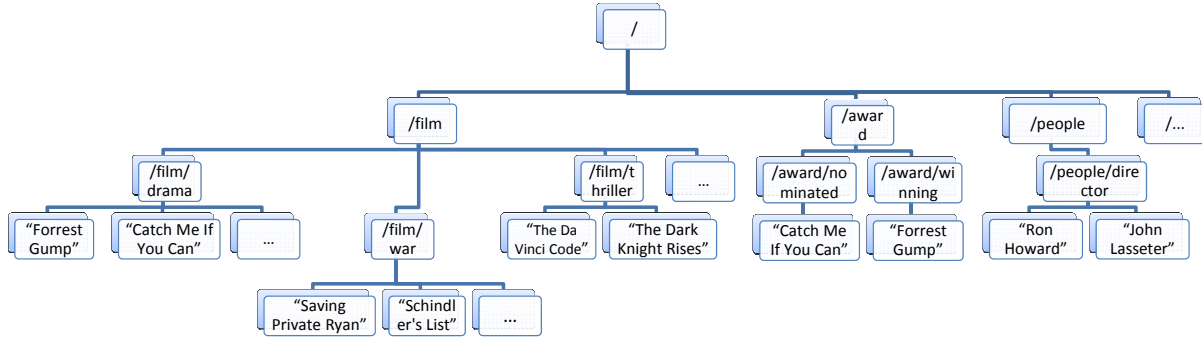 /
/film
/awar
d
/people
/...
/film/
drama
/film/t
hriller
...
/award/no
minated
/award/wi
nning
/people/dire
ctor
“Forrest
Gump”
“Catch Me If
You Can”
...
/film/
war
“The Da
Vinci Code”
“The Dark
Knight Rises”
“Catch Me
If You Can”
“Forrest
Gump”
“Ron
Howard”
“John
Lasseter”
“Saving
Private Ryan”
“Schindl
er's List”
...